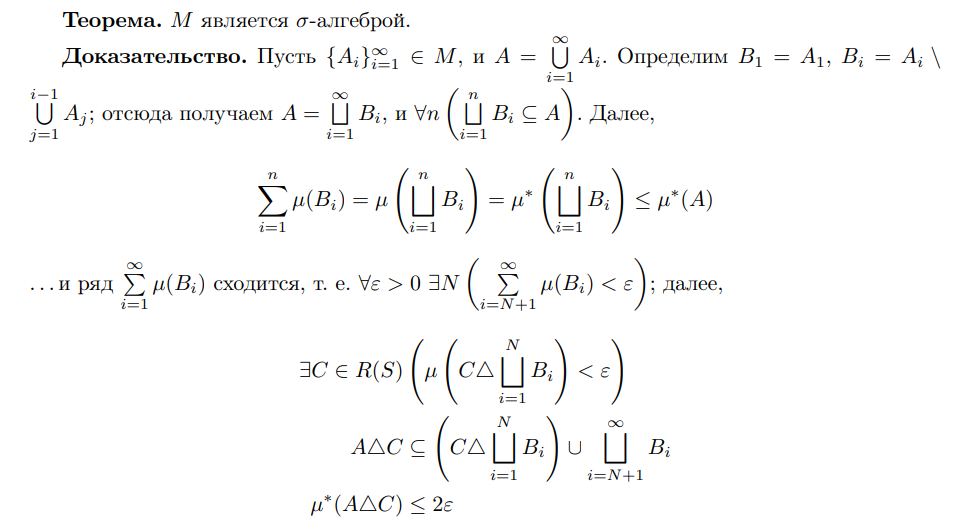 Теорема. M является σ-алгеброй.
Доказательство. Пусть {A_i}_{i=1}^{∞} ∈ M, и A = ⋃_{i=1}^{∞} A_i. Определим B_1 = A_1, B_i = A_i \
⋃_{j=1}^{i−1} A_j; отсюда получаем A = ⨆_{i=1}^{∞} B_i, и ∀n (⨆_{i=1}^{n} B_i ⊆ A). Далее,
∑_{i=1}^{n} μ(B_i) = μ (⨆_{i=1}^{n} B_i) = μ* (⨆_{i=1}^{n} B_i) ≤ μ*(A)
…и ряд ∑_{i=1}^{∞} μ(B_i) сходится, т. е. ∀ε > 0 ∃N (∑_{i=N+1}^{∞} μ(B_i) < ε); далее,
∃C ∈ R(S) (μ (C△ ⨆_{i=1}^{N} B_i) < ε)
A△C ⊆ (C△ ⨆_{i=1}^{N} B_i) ∪ ⨆_{i=N+1}^{∞} B_i
μ*(A△C) ≤ 2ε